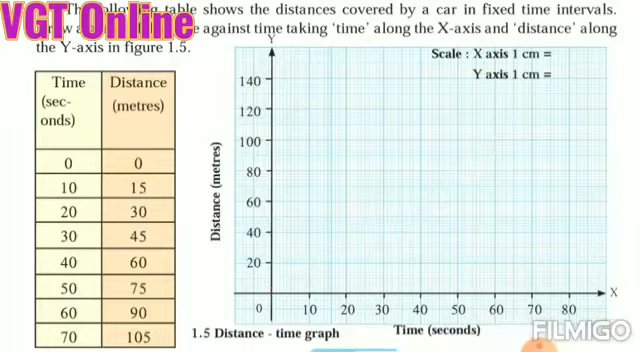 VGT Online
table shows the distances covered by a car in fixed time intervals.
against time taking ‘time’ along the X-axis and ‘distance’ along
the Y-axis in figure 1.5.
Time (sec-onds) Distance (metres)
0 0
10 15
20 30
30 45
40 60
50 75
60 90
70 105
Scale : X axis 1 cm =
Y axis 1 cm =
Y
140
120
100
80
60
40
20
Distance (metres)
0 10 20 30 40 50 60 70 80 X
Time (seconds)
1.5 Distance - time graph
FILMIGO